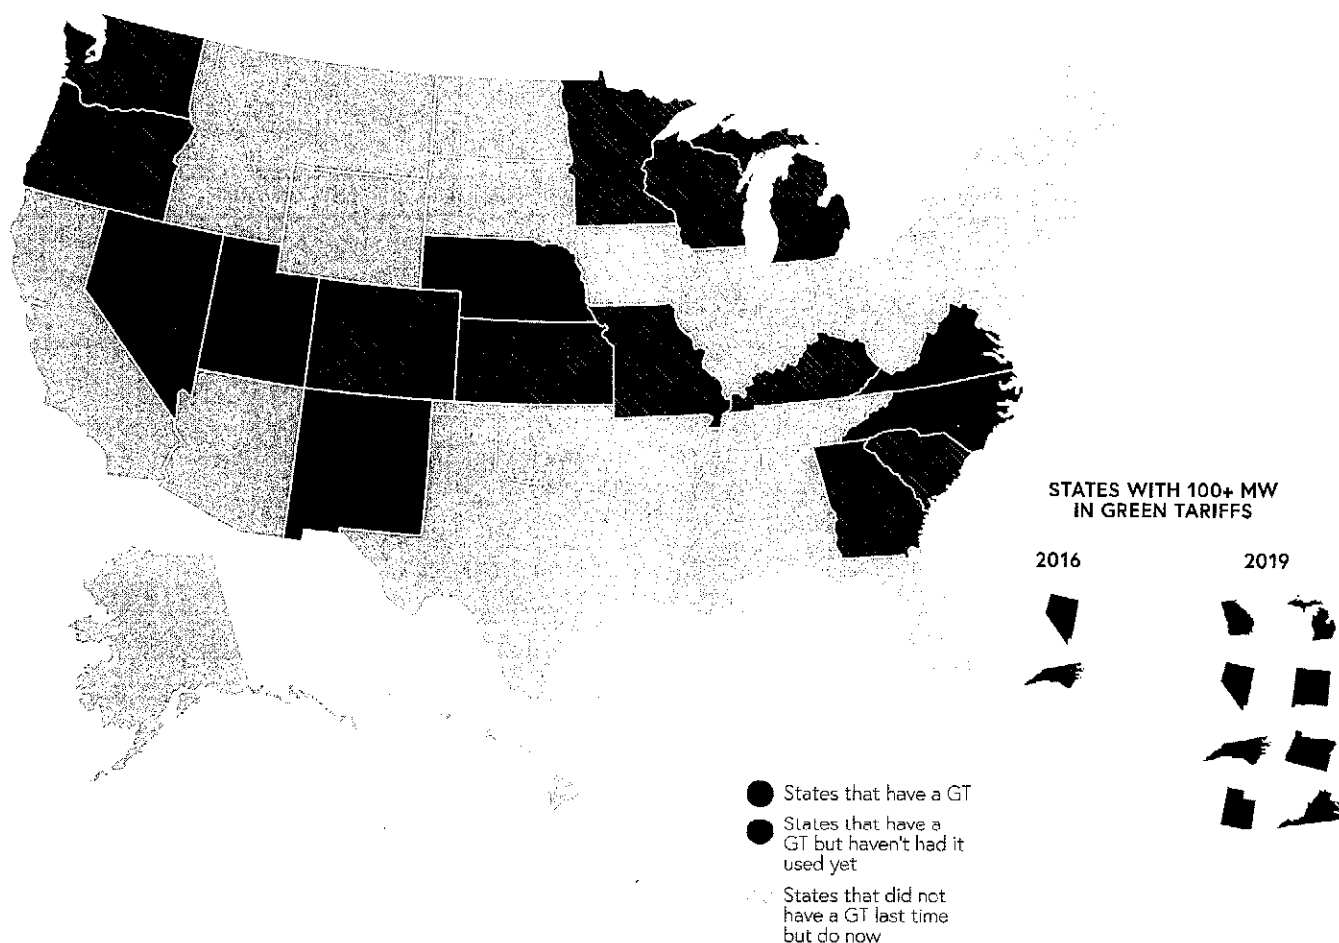 STATES WITH 100+ MW
IN GREEN TARIFFS
2016
2019
States that have a GT
States that have a
GT but haven't had it
used yet
States that did not
have a GT last time
but do now